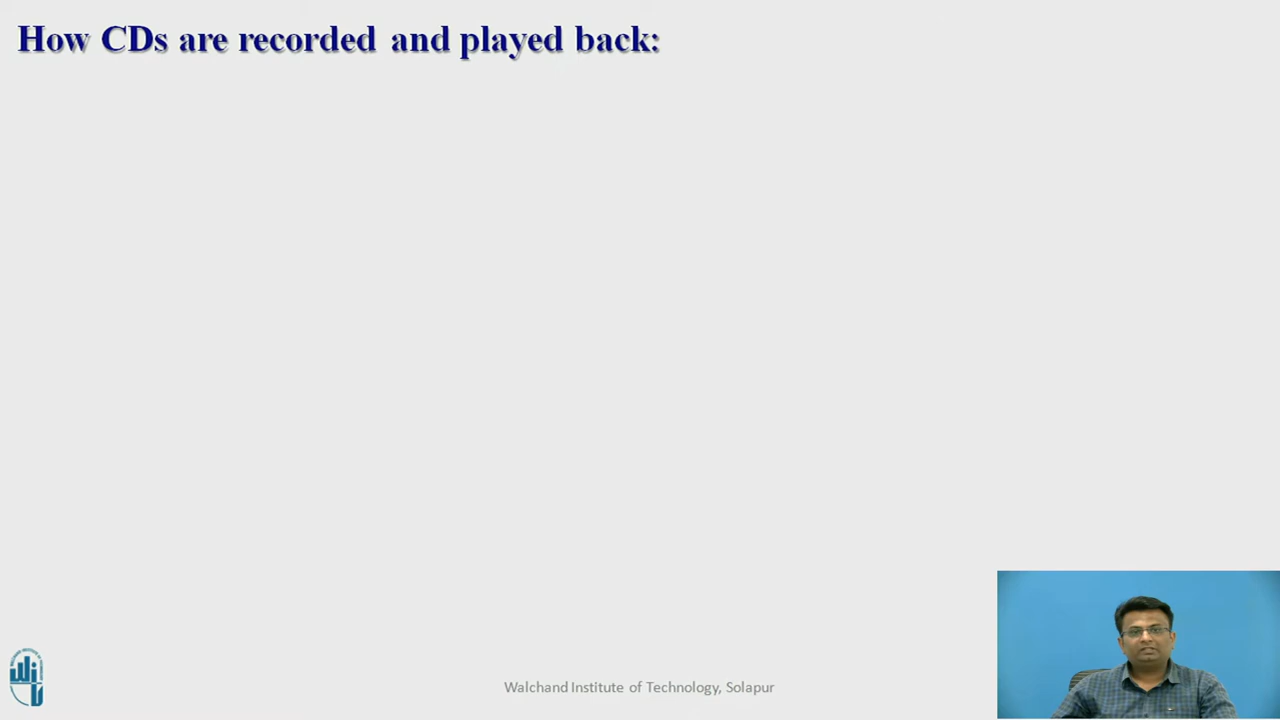 How CDs are recorded and played back:
Walchand Institute of Technology, Solapur